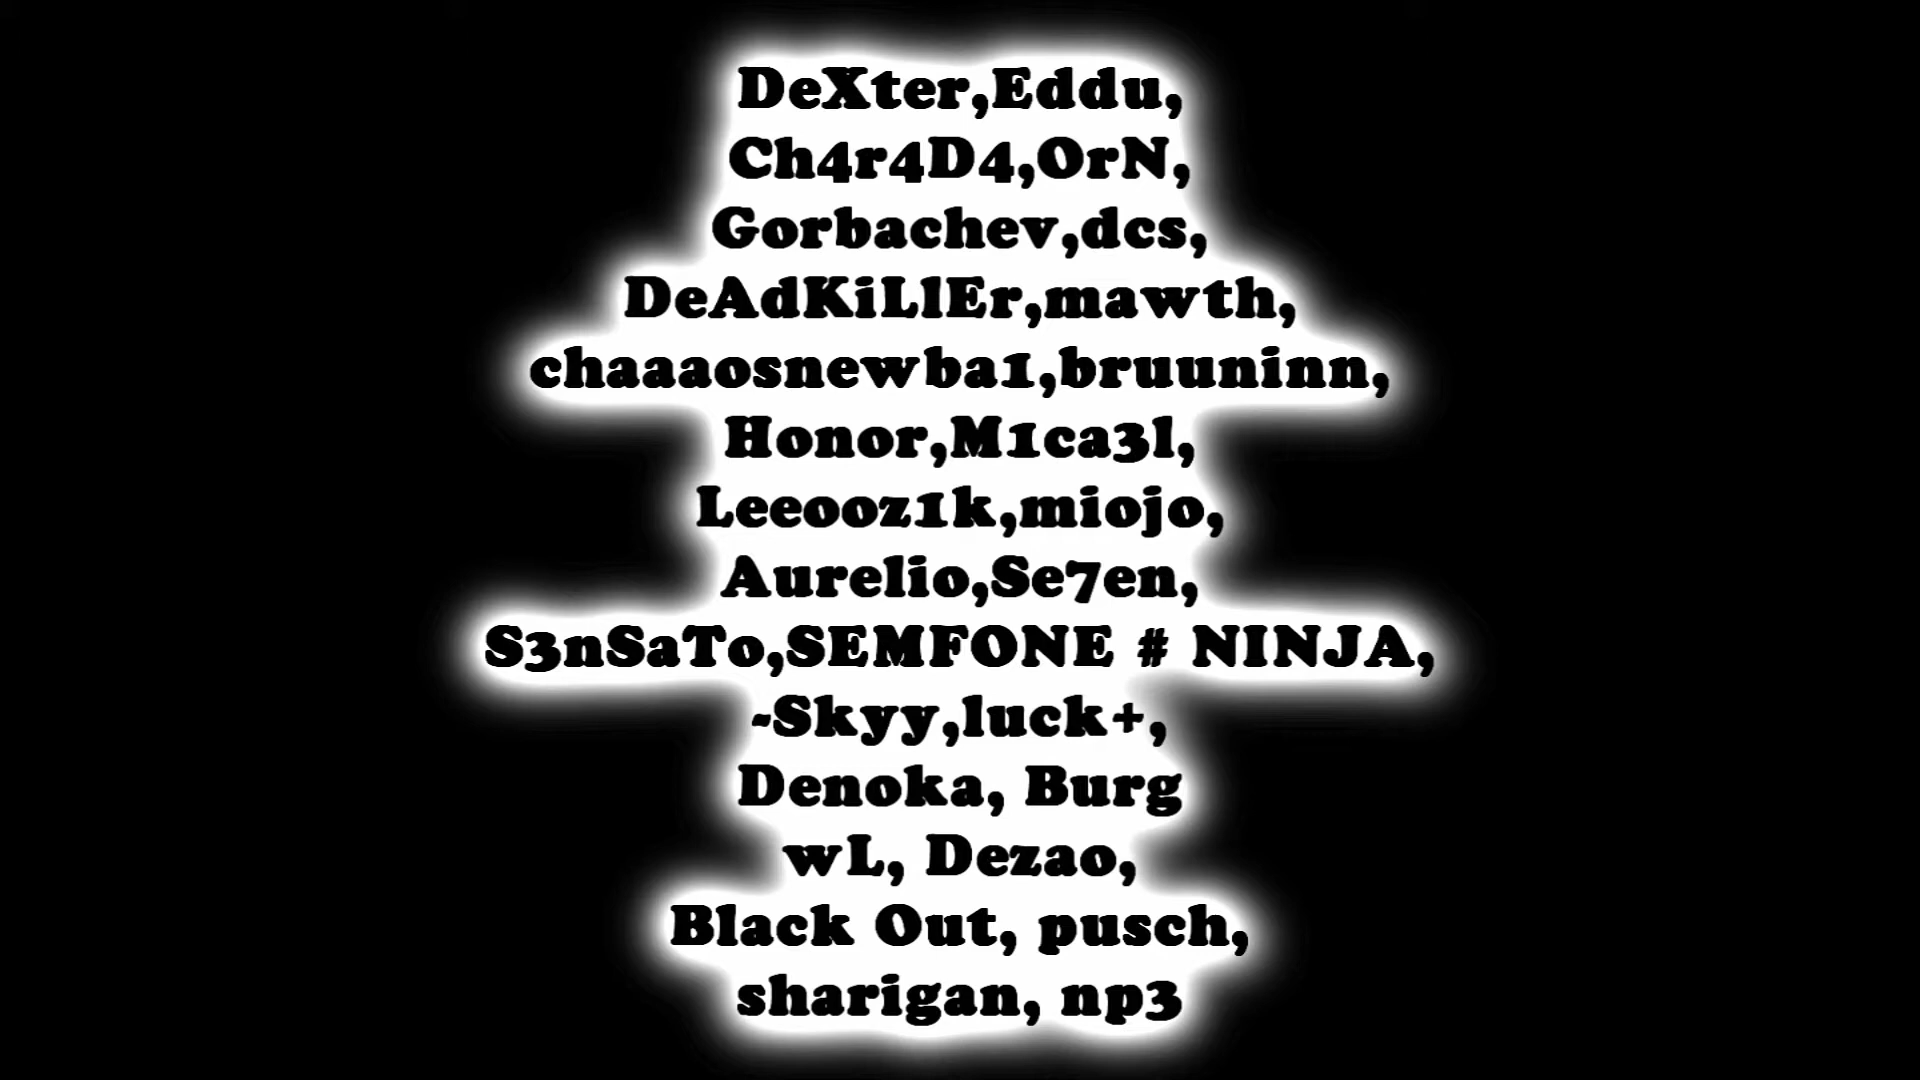 DeXter,Eddu,
Ch4r4D4,OrN,
Gorbachev,dcs,
DeAdKiLlEr,mawth,
chaaaosnewba1,bruuninn,
Honor,M1ca3l,
Leeooz1k,miojo,
Aurelio,Se7en,
S3nSaTo,SEMFONE # NINJA,
-Skyy,luck+,
Denoka, Burg
wL, Dezao,
Black Out, pusch,
sharigan, np3